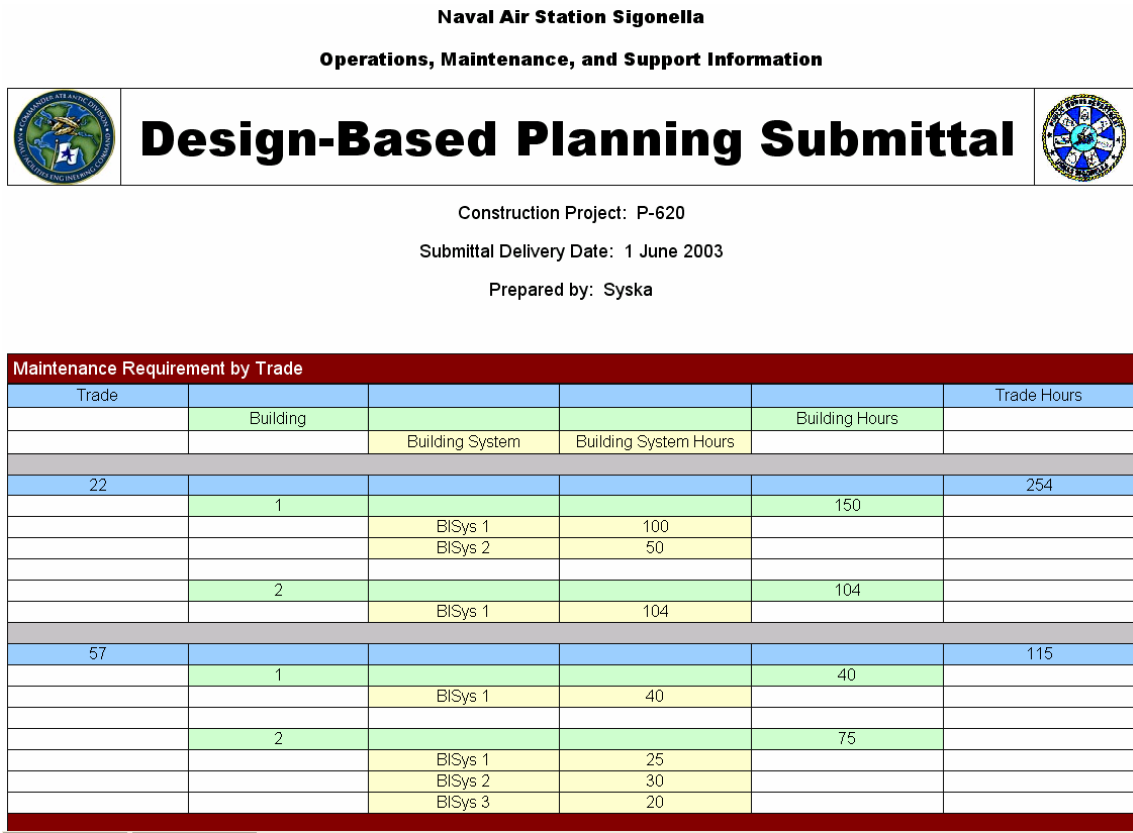 Naval Air Station Sigonella
Operations, Maintenance, and Support Information
Design-Based Planning Submittal
Construction Project: P-620
Submittal Delivery Date: 1 June 2003
Prepared by: Syska
Maintenance Requirement by Trade
Trade Trade Hours
Building Building Hours
Building System Building System Hours
22 254
1 150
BlSys 1 100
BlSys 2 50
2 104
BlSys 1 104
57 115
1 40
BlSys 1 40
2 75
BlSys 1 25
BlSys 2 30
BlSys 3 20